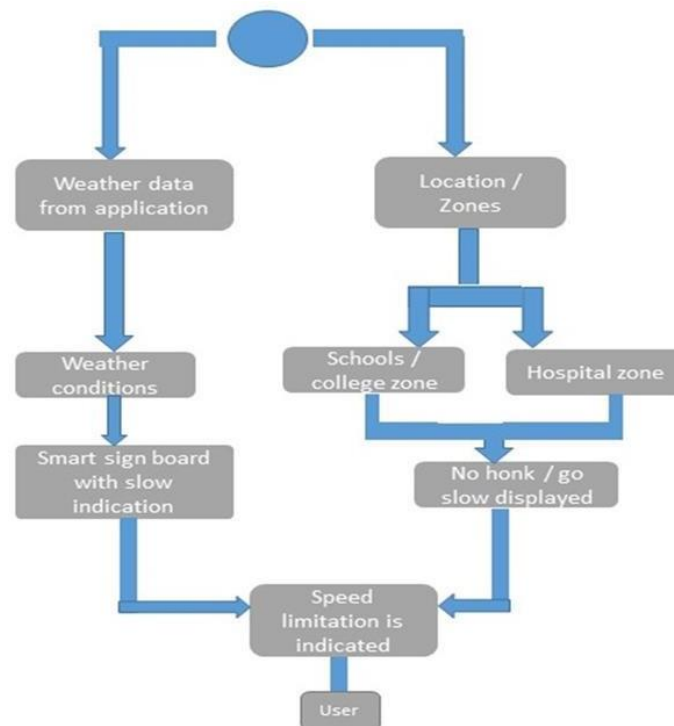 Weather data
from application
Location /
Zones
Weather
conditions
Schools /
college zone
Hospital zone
Smart sign board
with slow
indication
No honk / go
slow displayed
Speed
limitation is
indicated
User